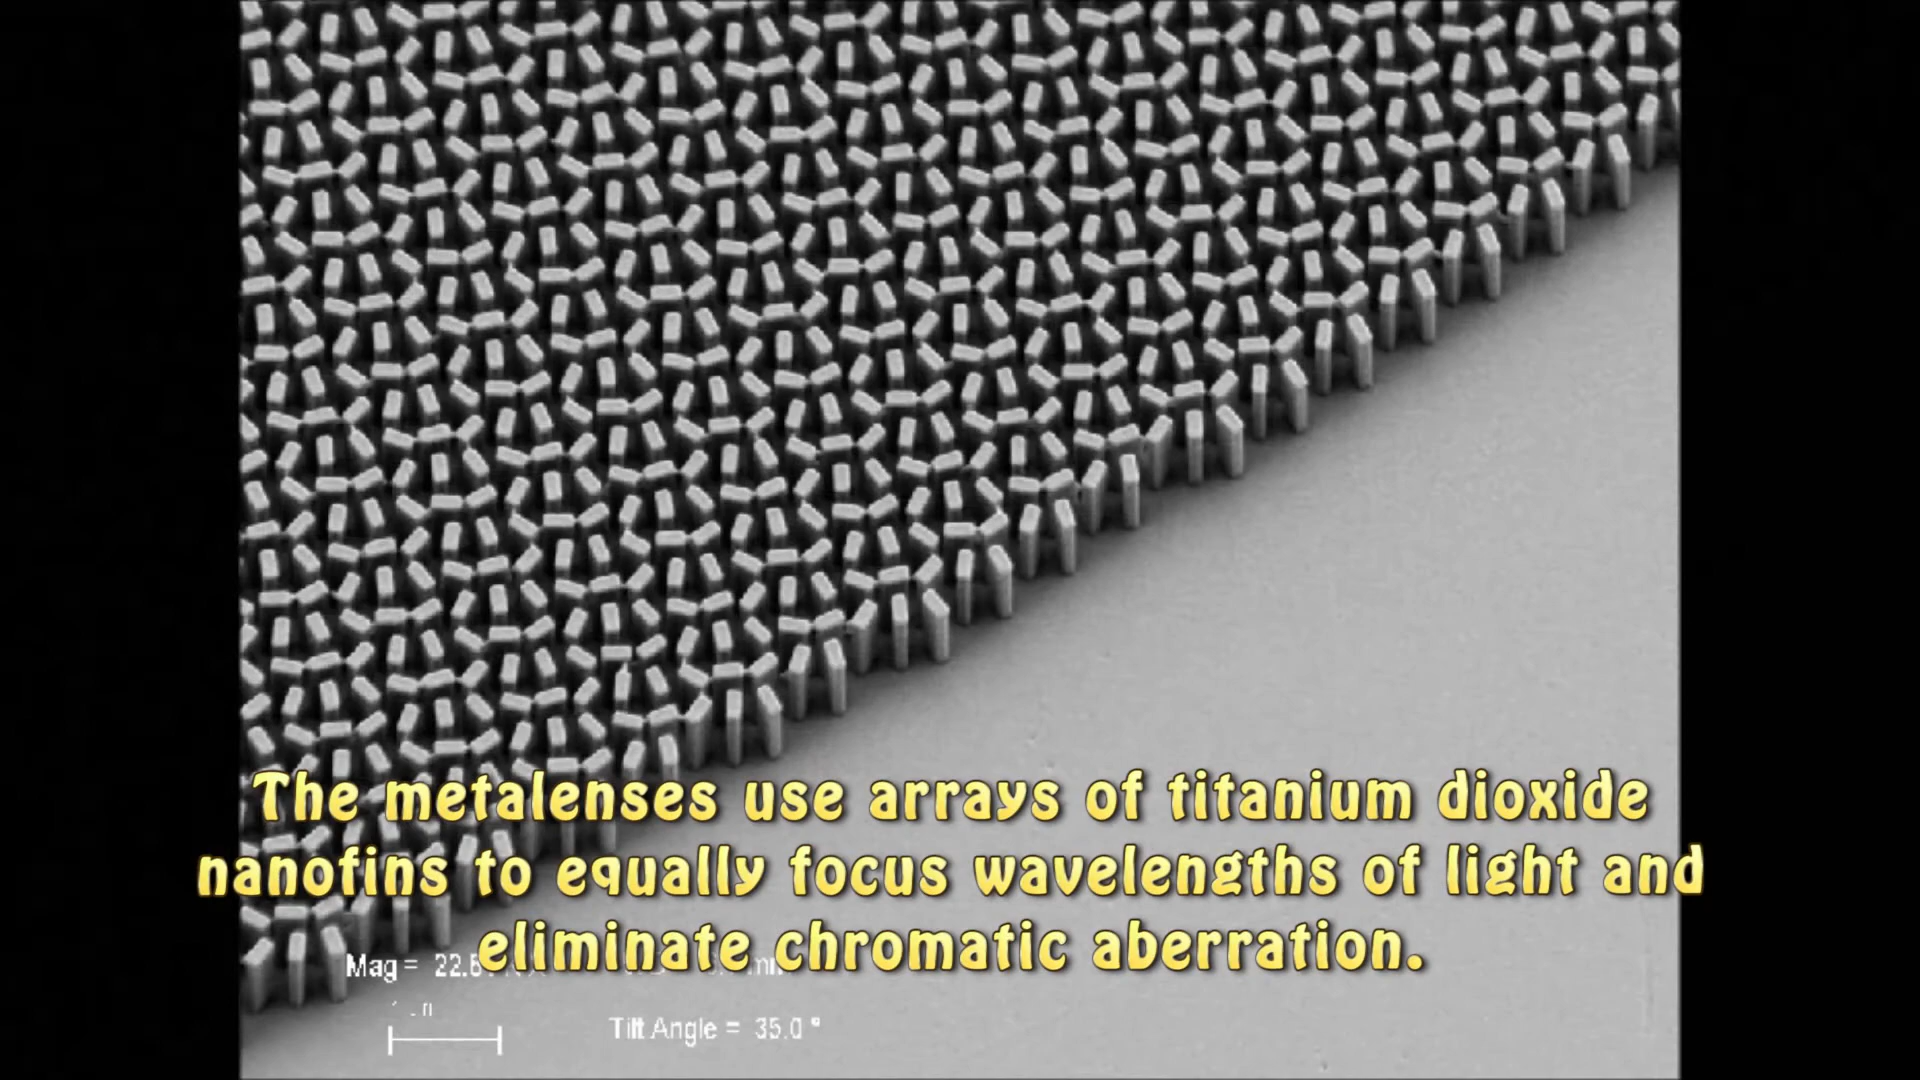 The metalenses use arrays of titanium dioxide
nanofins to equally focus wavelengths of light and
eliminate chromatic aberration.
Mag =
Tilt Angle = 35.0 °